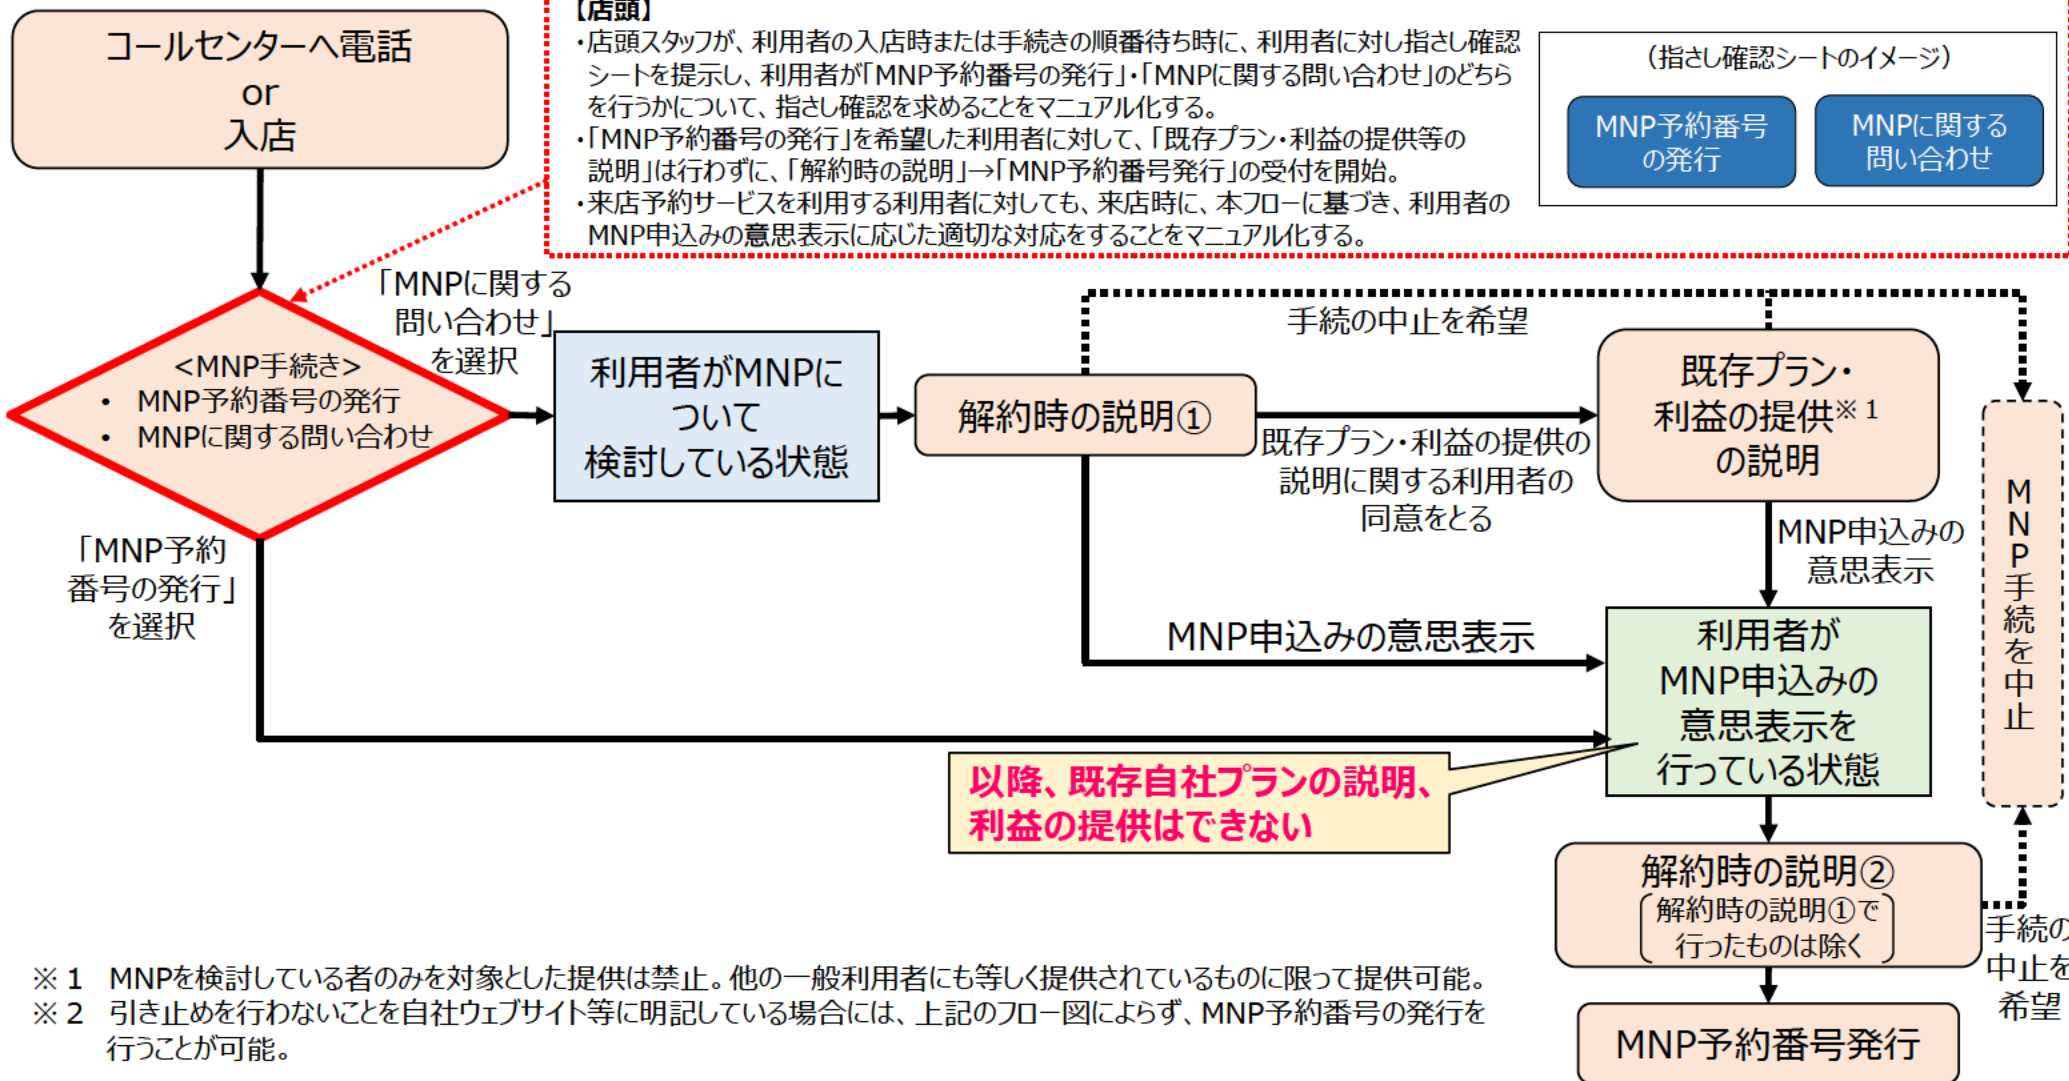 コールセンターへ電話
or
入店
【店頭】
・店頭スタッフが、利用者の入店時または手続きの順番待ち時に、利用者に対し指さし確認
シートを提示し、利用者が「MNP予約番号の発行」・「MNPに関する問い合わせ」のどちら
を行うかについて、指さし確認を求めることをマニュアル化する。
・「MNP予約番号の発行」を希望した利用者に対して、「既存プラン・利益の提供等の
説明」は行わずに、「解約時の説明」→「MNP予約番号発行」の受付を開始。
・来店予約サービスを利用する利用者に対しても、来店時に、本フローに基づき、利用者の
MNP申込みの意思表示に応じた適切な対応をすることをマニュアル化する。
（指さし確認シートのイメージ）
MNP予約番号
の発行
MNPに関する
問い合わせ
<MNP手続き>
• MNP予約番号の発行
• MNPに関する問い合わせ
「MNPに関する
問い合わせ」
を選択
利用者がMNPに
ついて
検討している状態
解約時の説明①
手続の中止を希望
既存プラン・利益の提供の
説明に関する利用者の
同意をとる
既存プラン・
利益の提供※1
の説明
MNP申込みの
意思表示
MNP手続を中止
「MNP予約
番号の発行」
を選択
MNP申込みの意思表示
利用者が
MNP申込みの
意思表示を
行っている状態
以降、既存自社プランの説明、
利益の提供はできない
解約時の説明②
解約時の説明①で
行ったものは除く
手続の
中止を
希望
MNP予約番号発行
※1 MNPを検討している者のみを対象とした提供は禁止。他の一般利用者にも等しく提供されているものに限って提供可能。
※2 引き止めを行わないことを自社ウェブサイト等に明記している場合には、上記のフロー図によらず、MNP予約番号の発行を
行うことが可能。